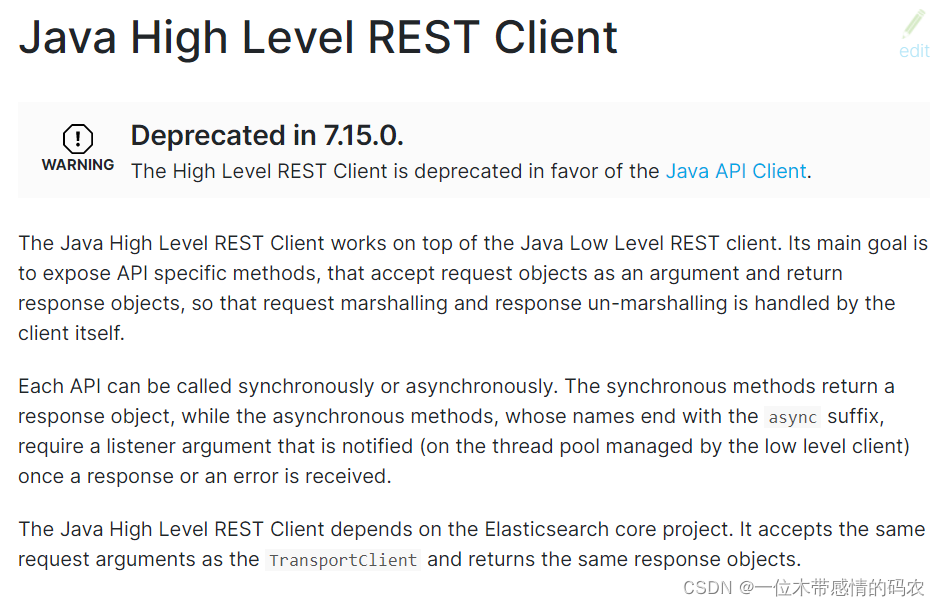 Java High Level REST Client
edit
Deprecated in 7.15.0.
WARNING
The High Level REST Client is deprecated in favor of the Java API Client.
The Java High Level REST Client works on top of the Java Low Level REST client. Its main goal is
to expose API specific methods, that accept request objects as an argument and return
response objects, so that request marshalling and response un-marshalling is handled by the
client itself.
Each API can be called synchronously or asynchronously. The synchronous methods return a
response object, while the asynchronous methods, whose names end with the async suffix,
require a listener argument that is notified (on the thread pool managed by the low level client)
once a response or an error is received.
The Java High Level REST Client depends on the Elasticsearch core project. It accepts the same
request arguments as the TransportClient and returns the same response objects.
CSDN @一位木带感情的码农